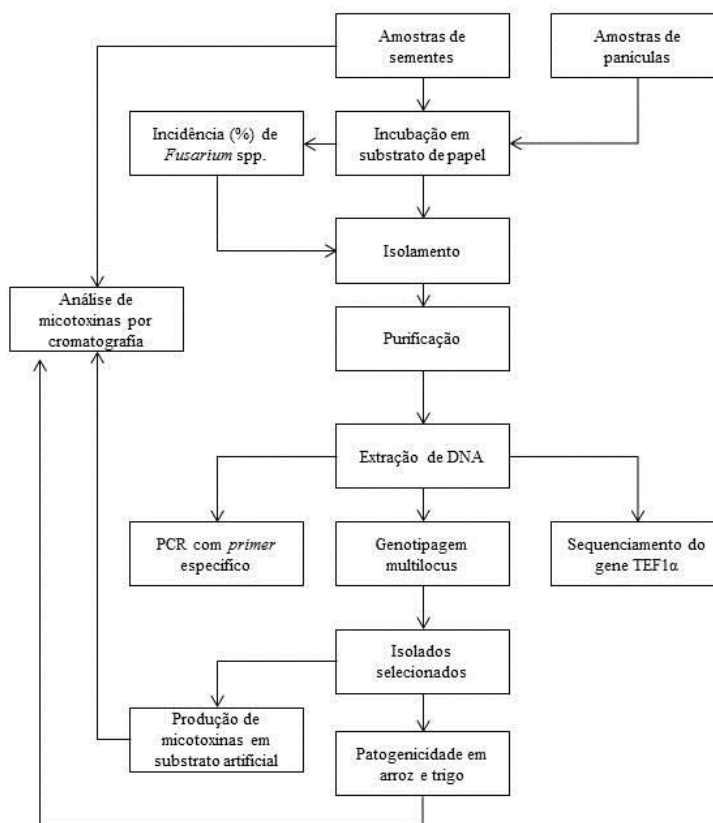 Amostras de
sementes
Amostras de
panículas
Incidência (%) de
Fusarium spp.
Incubação em
substrato de papel
Isolamento
Análise de
micotoxinas por
cromatografia
Purificação
Extração de DNA
PCR com primer
específico
Genotipagem
multilocus
Sequenciamento do
gene TEF1α
Isolados
selecionados
Produção de
micotoxinas em
substrato artificial
Patogenicidade em
arroz e trigo